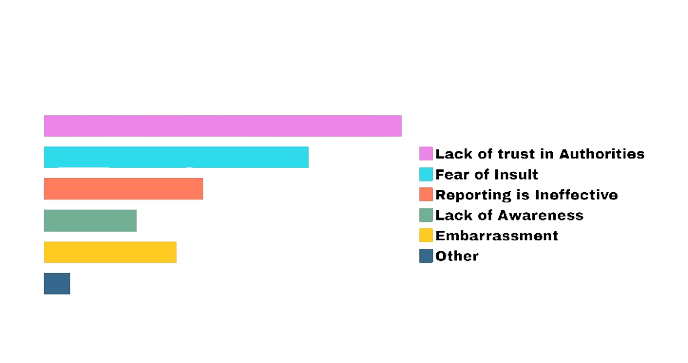 Lack of trust in Authorities
Fear of Insult
Reporting is Ineffective
Lack of Awareness
Embarrassment
Other